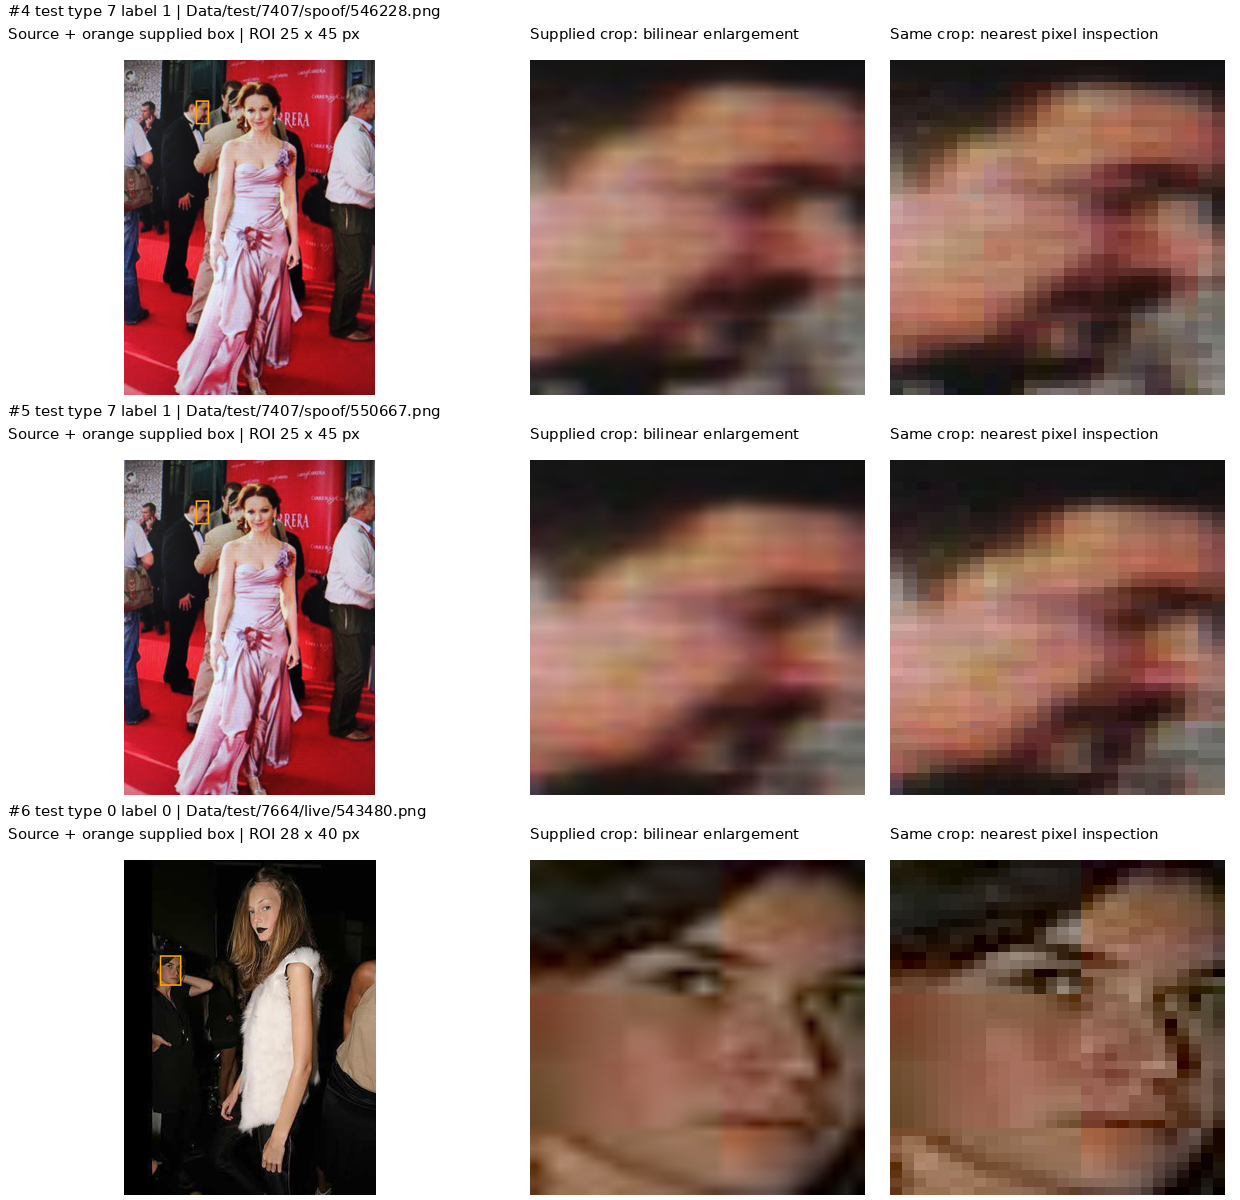 #4 test type 7 label 1 | Data/test/7407/spoof/546228.png
Source + orange supplied box | ROI 25 x 45 px
Supplied crop: bilinear enlargement
Same crop: nearest pixel inspection
RRERA
#5 test type 7 label 1 | Data/test/7407/spoof/550667.png
Source + orange supplied box | ROI 25 x 45 px
Supplied crop: bilinear enlargement
Same crop: nearest pixel inspection
RRERA
#6 test type 0 label 0 | Data/test/7664/live/543480.png
Source + orange supplied box | ROI 28 x 40 px
Supplied crop: bilinear enlargement
Same crop: nearest pixel inspection